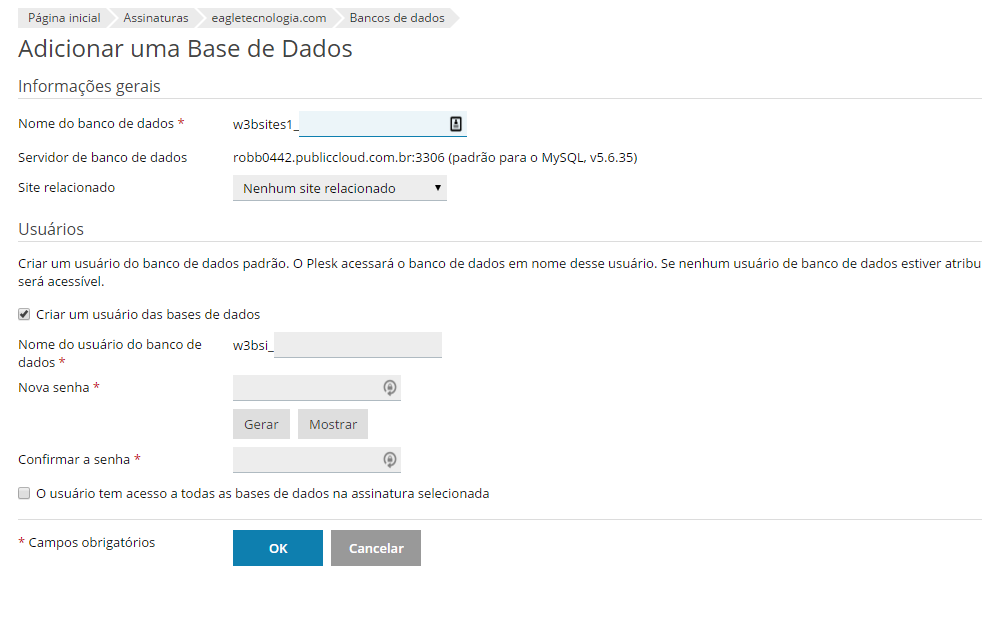 Página inicial Assinaturas eagletecnologia.com Bancos de dados
Adicionar uma Base de Dados
Informações gerais
Nome do banco de dados * w3bsites1_
Servidor de banco de dados robb0442.publiccloud.com.br:3306 (padrão para o MySQL, v5.6.35)
Site relacionado Nenhum site relacionado
Usuários
Criar um usuário do banco de dados padrão. O Plesk acessará o banco de dados em nome desse usuário. Se nenhum usuário de banco de dados estiver atribu
será acessível.
Criar um usuário das bases de dados
Nome do usuário do banco de w3bsi_
dados *
Nova senha *
Gerar Mostrar
Confirmar a senha *
O usuário tem acesso a todas as bases de dados na assinatura selecionada
* Campos obrigatórios OK Cancelar